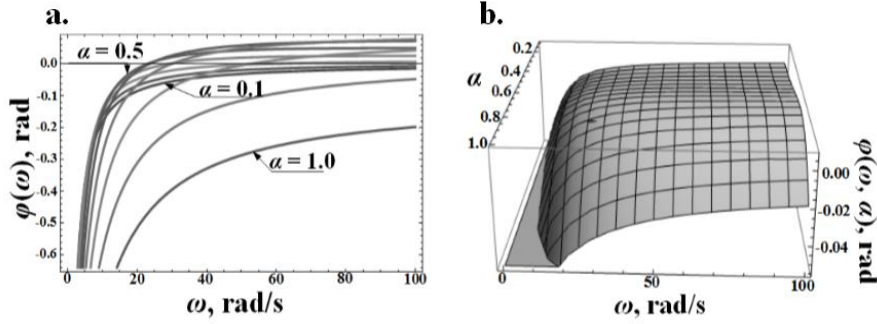 a.
φ(ω), rad
0.0
-0.1
-0.2
-0.3
-0.4
-0.5
-0.6
α = 0.5
α = 0.1
α = 1.0
0 20 40 60 80 100
ω, rad/s
b.
α
0.2
0.4
0.6
0.8
1.0
0.00
-0.02
-0.04
φ(ω, α), rad
0 50 100
ω, rad/s